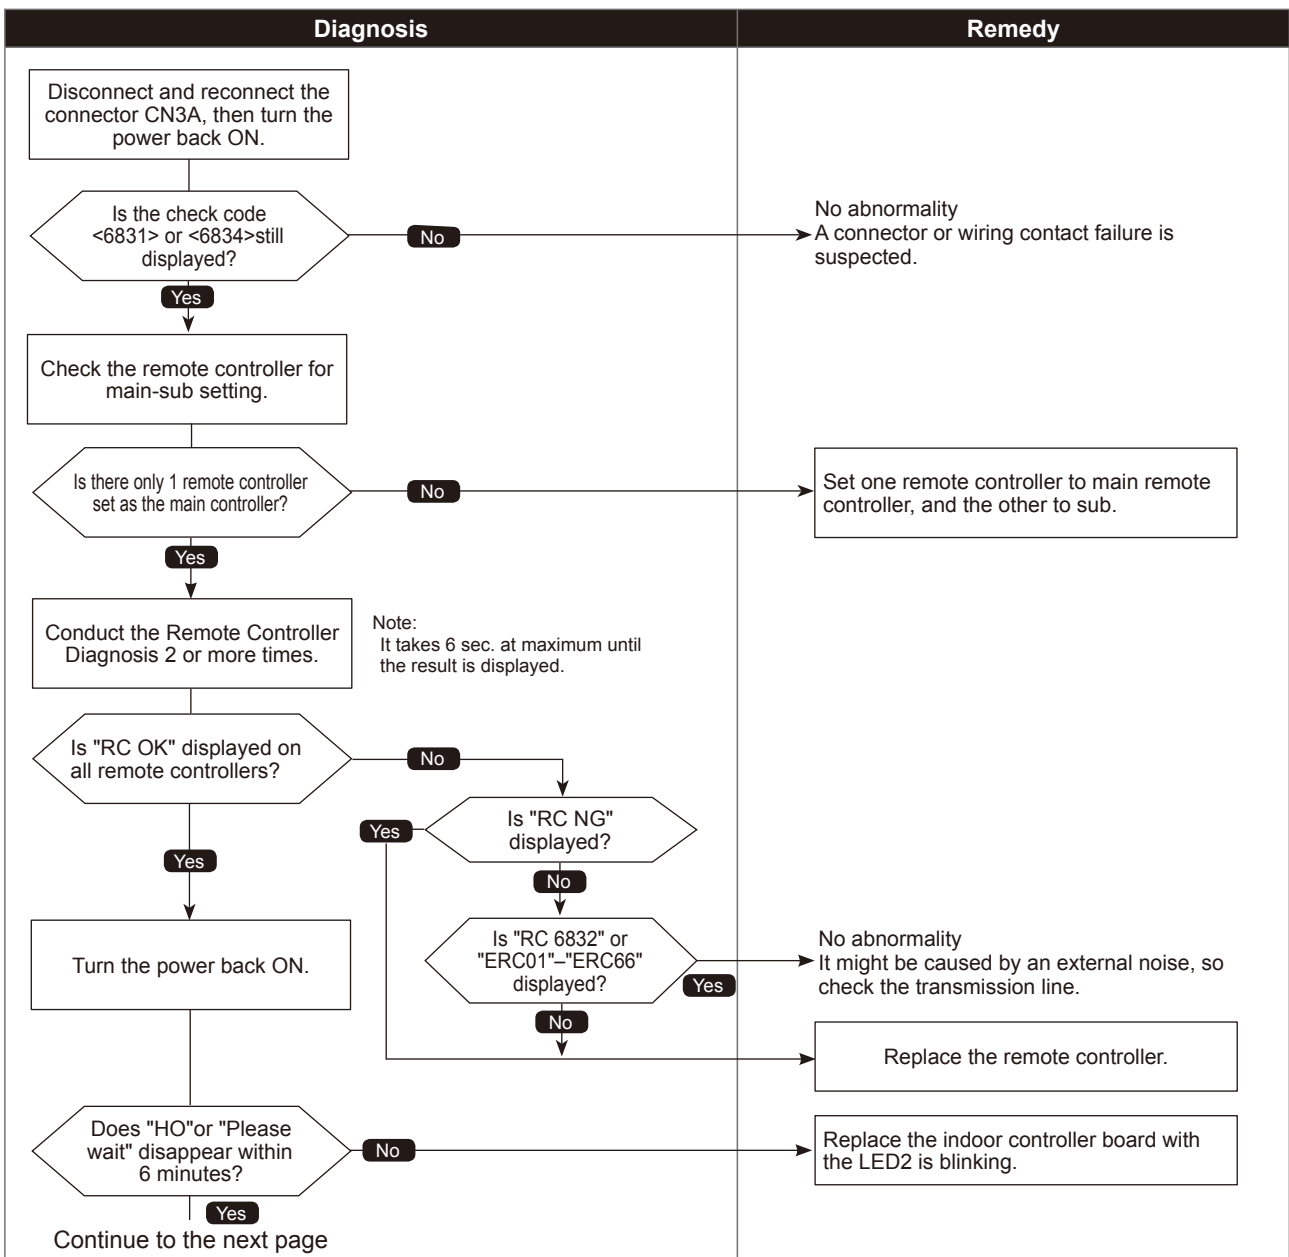 Diagnosis
Remedy
Disconnect and reconnect the
connector CN3A, then turn the
power back ON.
Is the check code
<6831> or <6834>still
displayed?
No
No abnormality
A connector or wiring contact failure is
suspected.
Yes
Check the remote controller for
main-sub setting.
Is there only 1 remote controller
set as the main controller?
No
Set one remote controller to main remote
controller, and the other to sub.
Yes
Conduct the Remote Controller
Diagnosis 2 or more times.
Note:
It takes 6 sec. at maximum until
the result is displayed.
Is "RC OK" displayed on
all remote controllers?
No
Is "RC NG"
displayed?
Yes
Yes
No
Turn the power back ON.
Is "RC 6832" or
"ERC01"–"ERC66"
displayed?
Yes
No abnormality
It might be caused by an external noise, so
check the transmission line.
No
Replace the remote controller.
Does "HO"or "Please
wait" disappear within
6 minutes?
No
Replace the indoor controller board with
the LED2 is blinking.
Yes
Continue to the next page